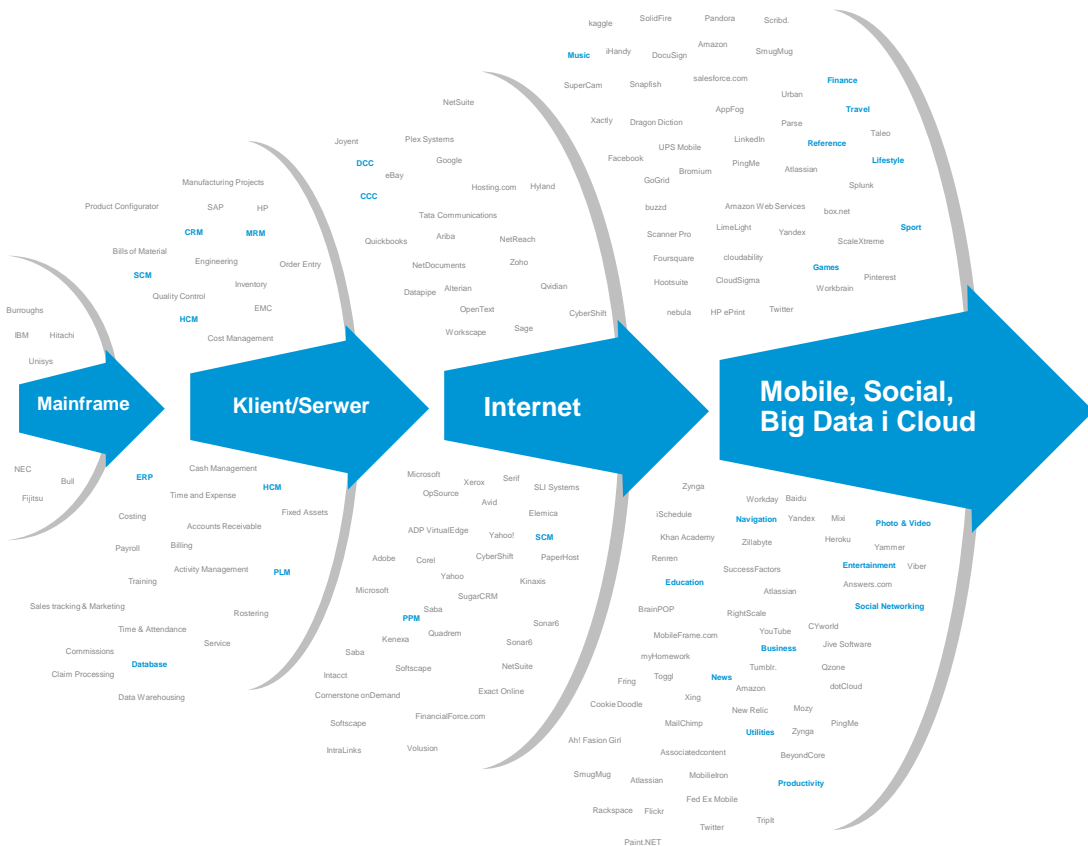 Burroughs
IBM
Hitachi
Unisys
Mainframe
NEC
Bull
Fijitsu
Manufacturing Projects
Product Configurator
SAP
HP
CRM
MRM
Bills of Material
Engineering
Order Entry
SCM
Inventory
Quality Control
EMC
HCM
Cost Management
Klient/Serwer
Cash Management
ERP
HCM
Time and Expense
Fixed Assets
Costing
Accounts Receivable
Payroll
Billing
Activity Management
PLM
Training
Sales tracking & Marketing
Rostering
Time & Attendance
Service
Commissions
Database
Claim Processing
Data Warehousing
NetSuite
Joyent
Plex Systems
DCC
Google
eBay
Hosting.com
Hyland
CCC
Tata Communications
Quickbooks
Ariba
NetReach
NetDocuments
Zoho
Datapipe
Alterian
Qvidian
OpenText
CyberShift
Workscape
Sage
Internet
Microsoft
Xerox
Serif
SLI Systems
OpSource
Avid
Elemica
ADP VirtualEdge
Yahoo!
SCM
Adobe
Corel
CyberShift
PaperHost
Yahoo
Kinaxis
Microsoft
SugarCRM
Saba
PPM
Sonar6
Quadrem
Kenexa
Sonar6
Saba
Softscape
NetSuite
Intacct
Cornerstone onDemand
Exact Online
FinancialForce.com
Softscape
IntraLinks
Volusion
kaggle
SolidFire
Pandora
Scribd.
Music
iHandy
DocuSign
Amazon
SmugMug
SuperCam
Snapfish
salesforce.com
Finance
Urban
AppFog
Travel
Xactly
Dragon Diction
Parse
Taleo
UPS Mobile
LinkedIn
Reference
Facebook
Bromium
PingMe
Atlassian
Lifestyle
GoGrid
Splunk
buzzd
Amazon Web Services
box.net
Scanner Pro
LimeLight
Yandex
Sport
ScaleXtreme
Foursquare
cloudability
Games
Hootsuite
CloudSigma
Workbrain
Pinterest
nebula
HP ePrint
Twitter
Mobile, Social,
Big Data i Cloud
Zynga
Workday
Baidu
iSchedule
Navigation
Yandex
Mixi
Photo & Video
Khan Academy
Zillabyte
Heroku
Yammer
Renren
SuccessFactors
Entertainment
Viber
Education
Atlassian
Answers.com
BrainPOP
RightScale
Social Networking
MobileFrame.com
YouTube
CYworld
Business
Jive Software
myHomework
Tumblr.
Qzone
Fring
Toggl
News
Amazon
dotCloud
Cookie Doodle
Xing
New Relic
Mozy
MailChimp
Utilities
Zynga
PingMe
Ah! Fasion Girl
Associatedcontent
BeyondCore
SmugMug
Atlassian
MobilieIron
Productivity
Fed Ex Mobile
Rackspace
Flickr
Twitter
TripIt
Paint.NET